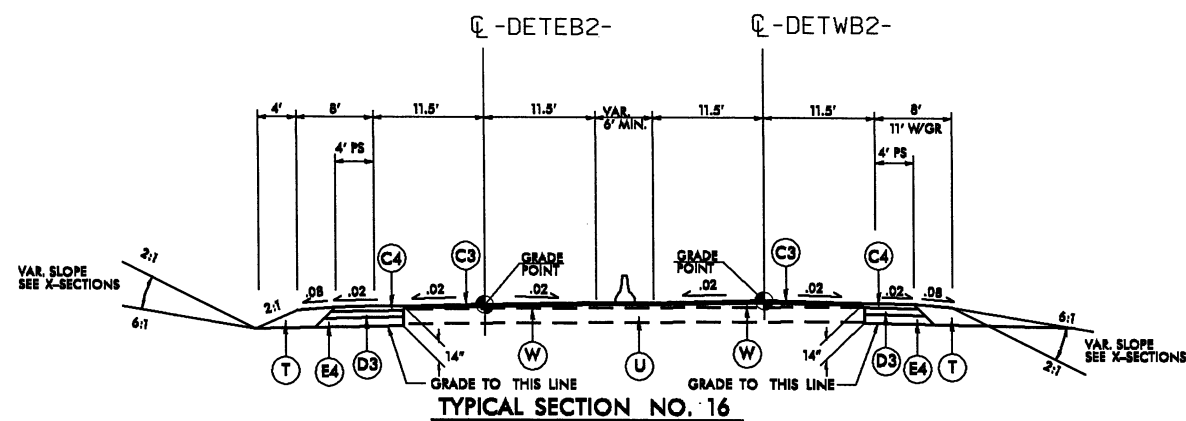 ℄ -DETEB2-
℄ -DETWB2-
4'
8'
11.5'
11.5'
VAR.
6' MIN.
11.5'
11.5'
8'
11' W/GR
4' PS
4' PS
2:1
VAR. SLOPE
SEE X-SECTIONS
6:1
2:1
.08
.02
C4
.02
C3
GRADE
POINT
.02
GRADE
POINT
.02
C3
.02
C4
.02
.08
6:1
VAR. SLOPE
SEE X-SECTIONS
2:1
T
E4
D3
14"
W
U
W
14"
D3
E4
T
GRADE TO THIS LINE
GRADE TO THIS LINE
TYPICAL SECTION NO. 16